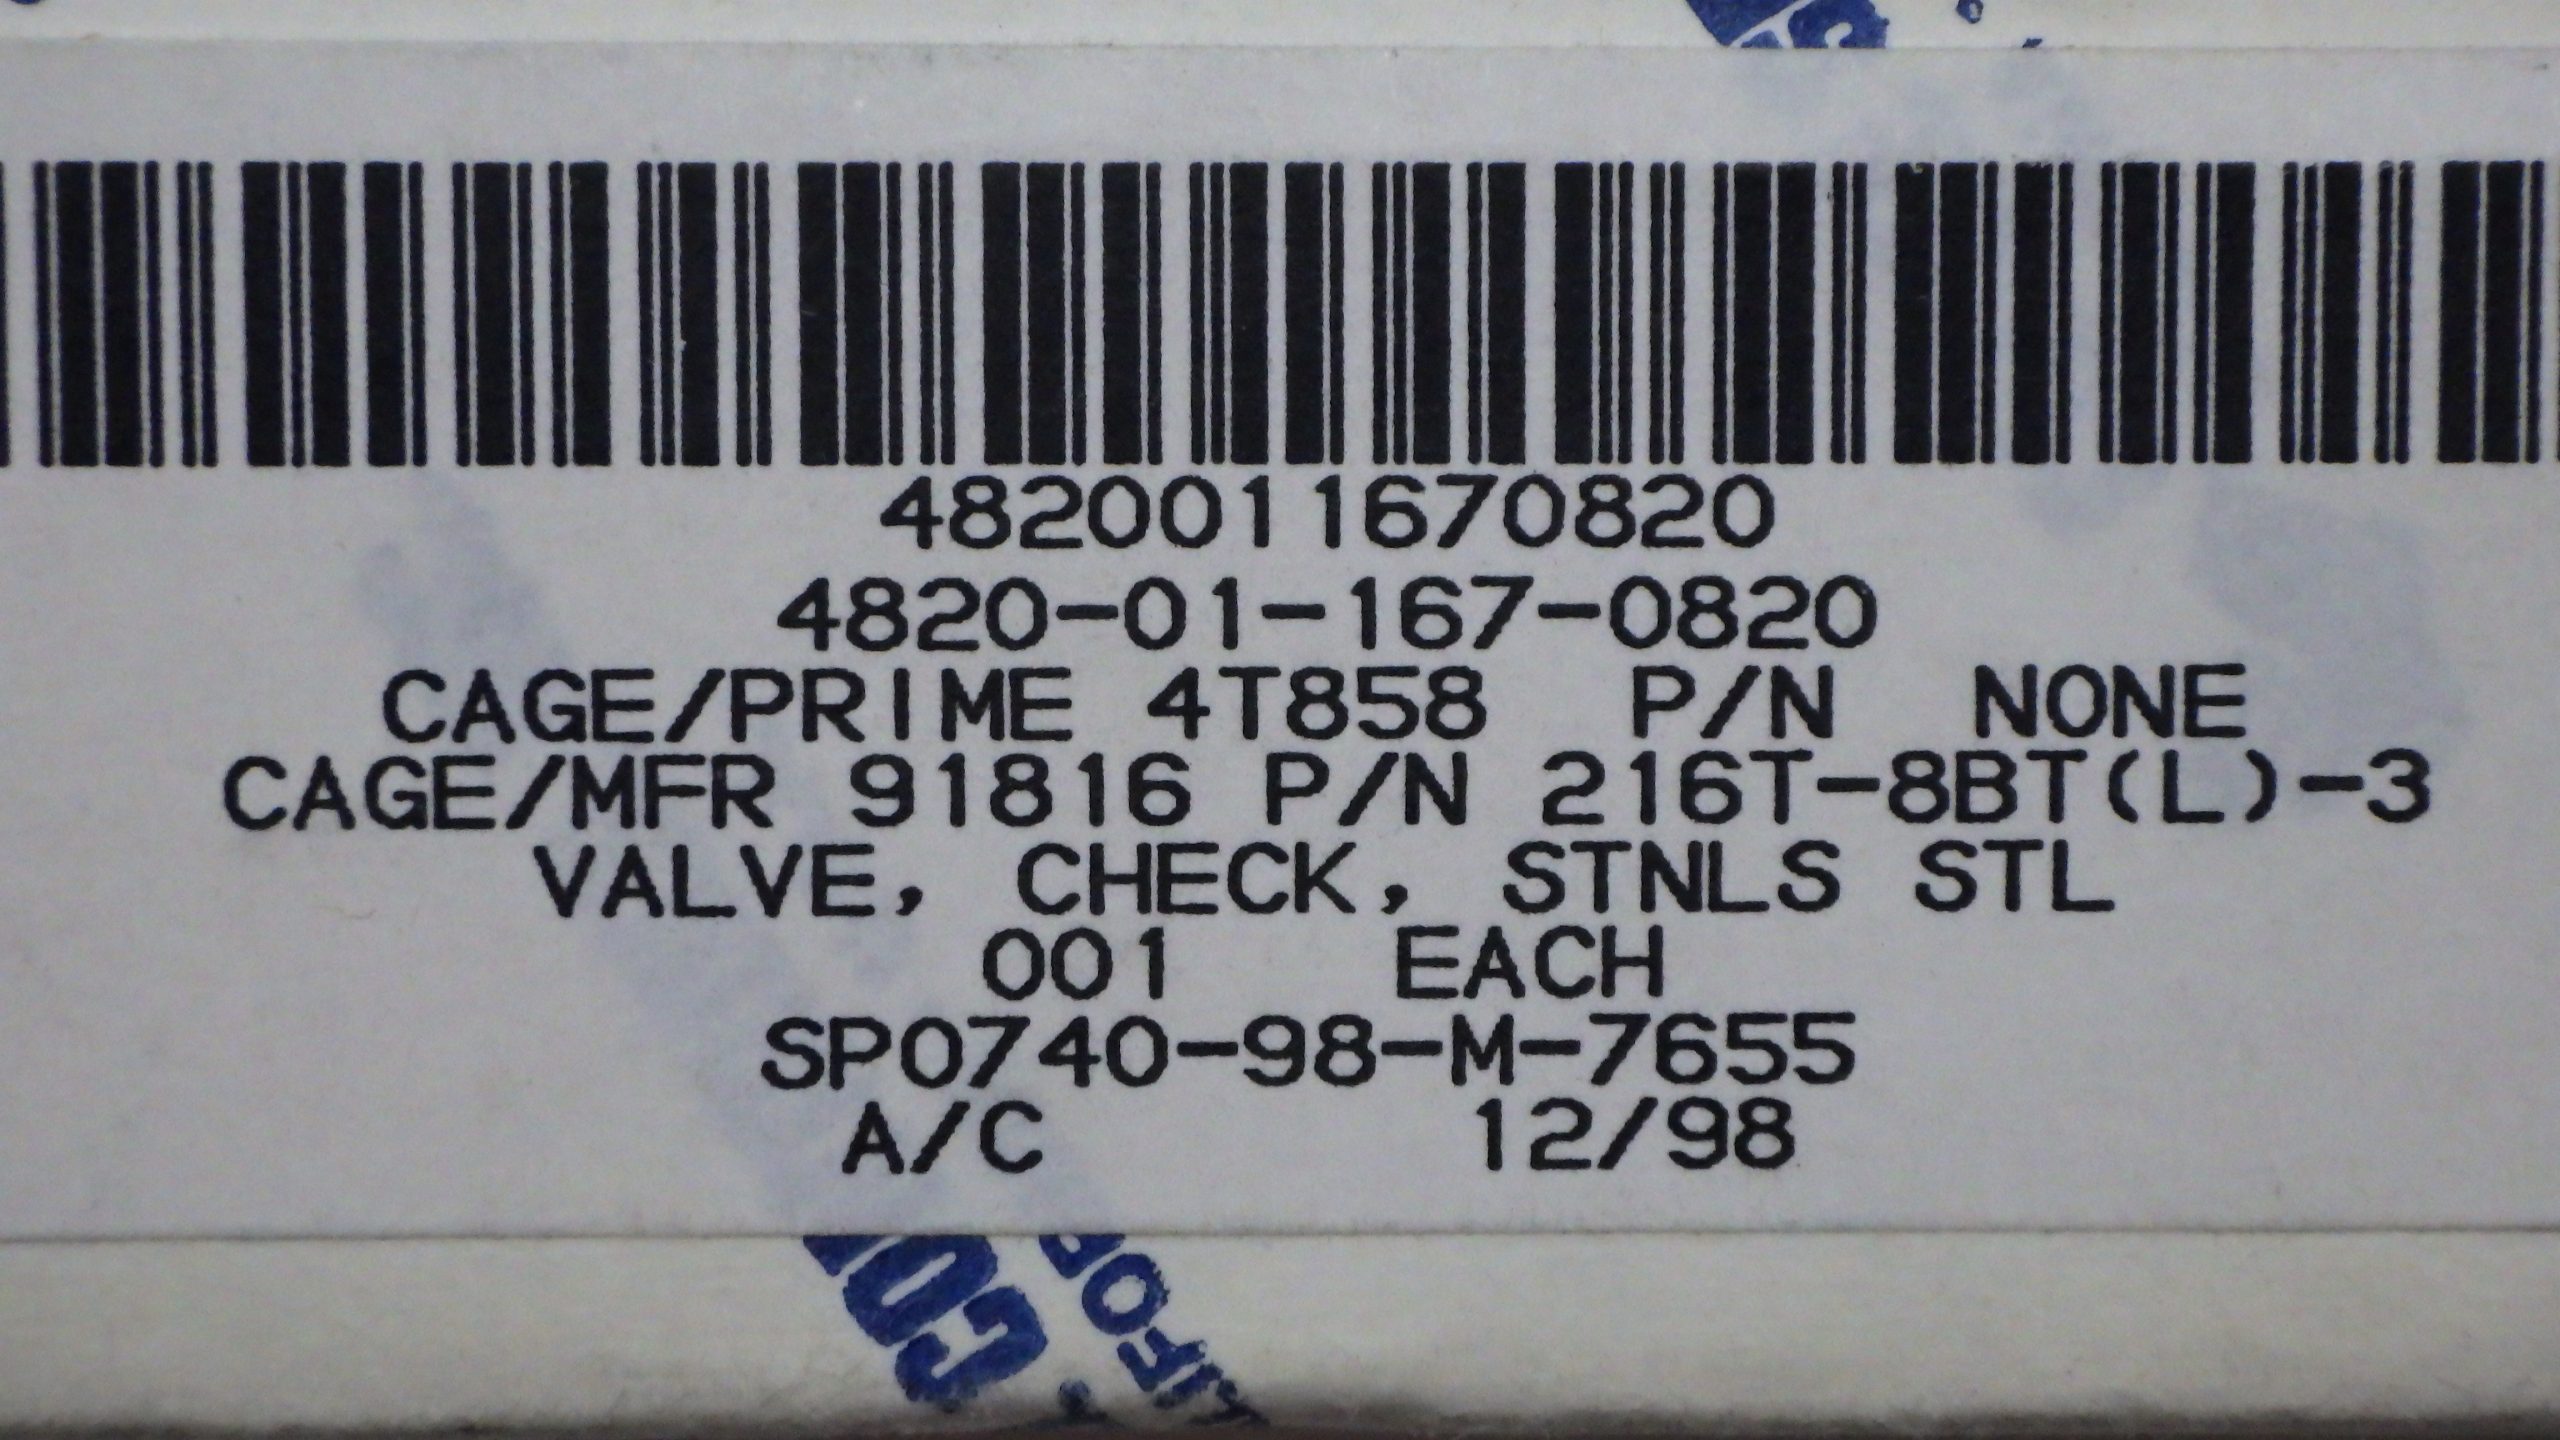 4820011670820
4820-01-167-0820
CAGE/PRIME 4T858 P/N NONE
CAGE/MFR 91816 P/N 216T-8BT(L)-3
VALVE, CHECK, STNLS STL
001 EACH
SP0740-98-M-7655
A/C 12/98